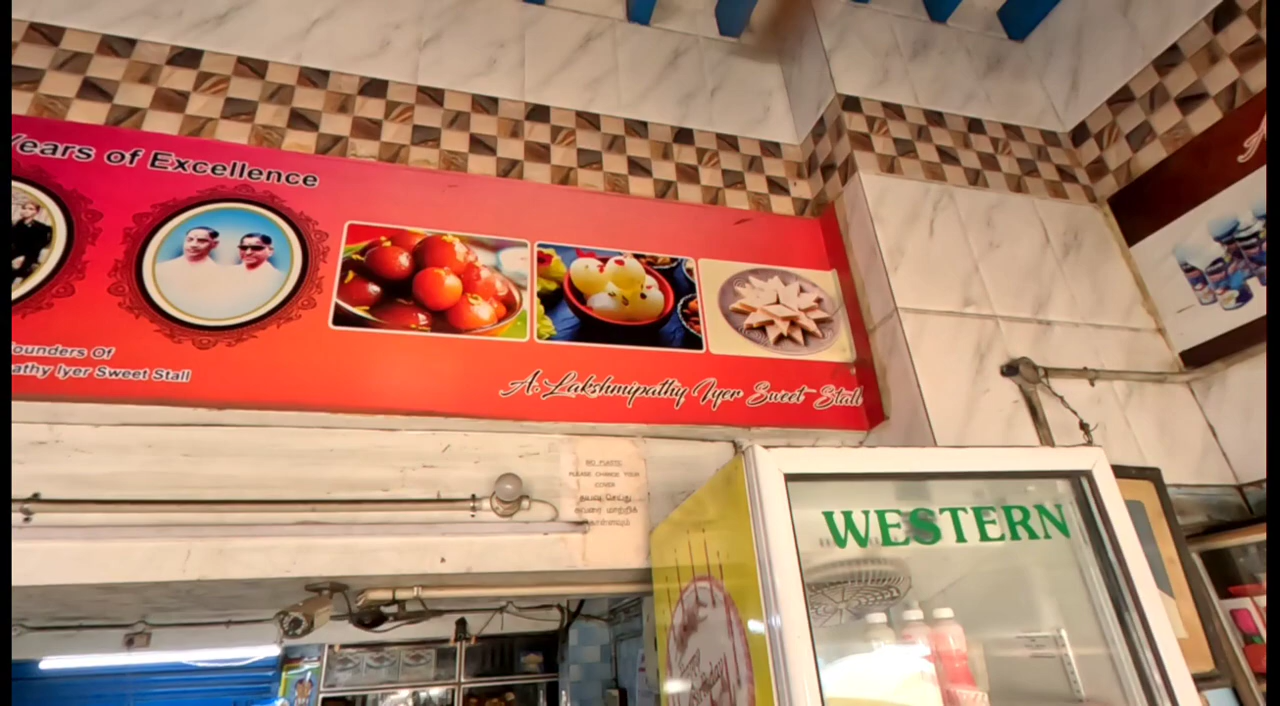 Years of Excellence
ounders Of
athy Iyer Sweet Stall
A. Lakshmipathy Iyer Sweet Stall
NO PLASTIC
PLEASE CHANGE YOUR
COVER
தயவு செய்து
கவரை மாற்றிக்
கொள்ளவும்
WESTERN